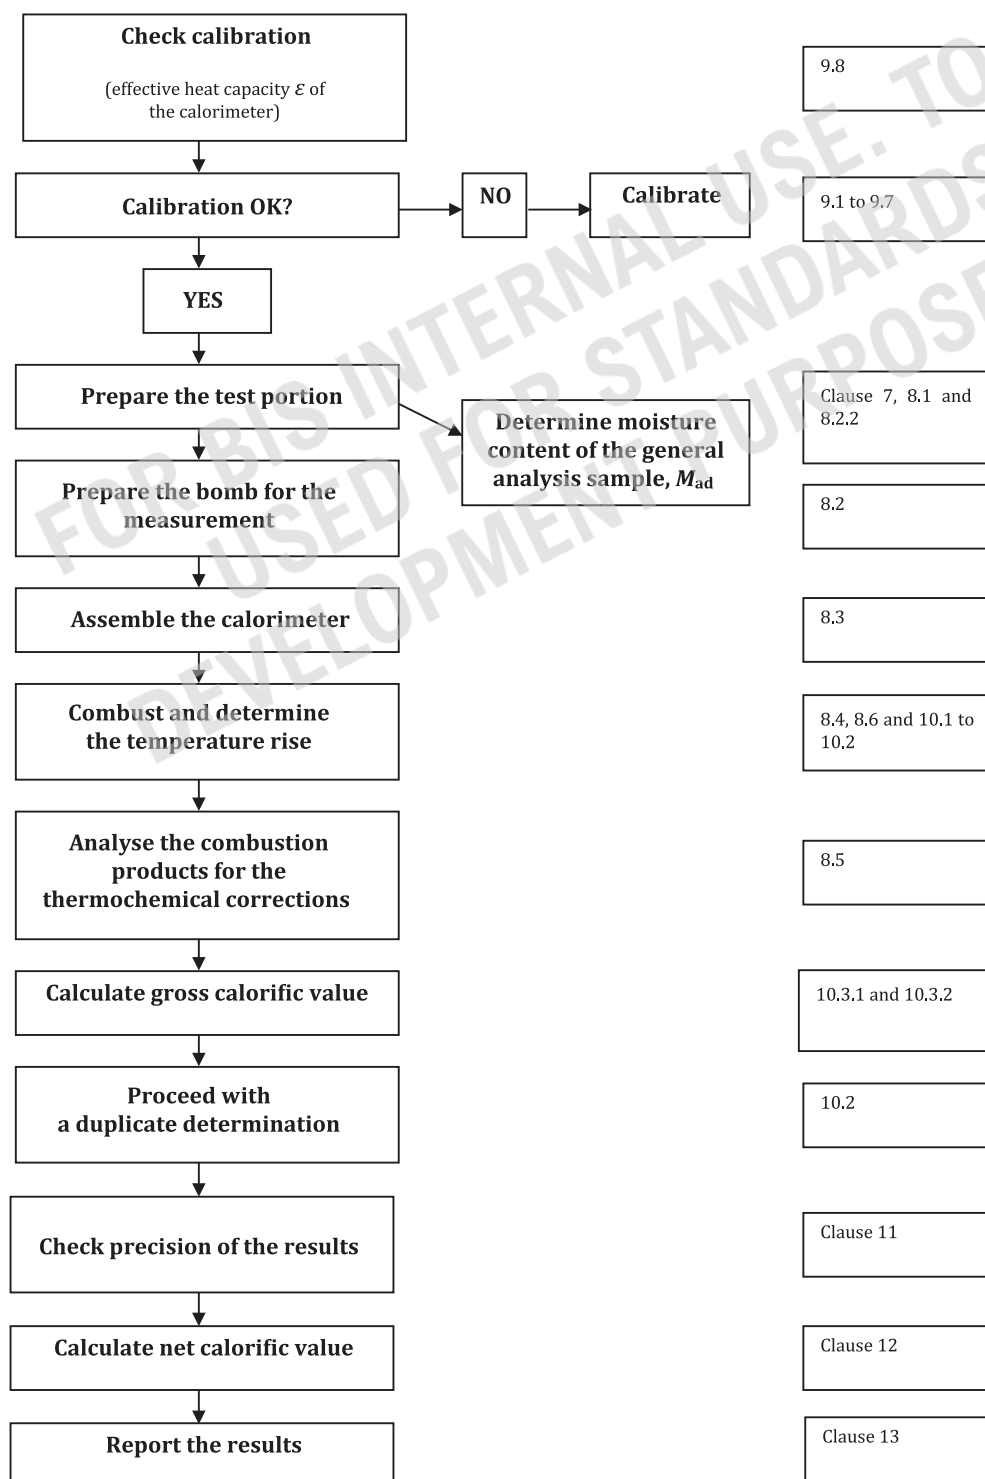 Check calibration
(effective heat capacity ε of
the calorimeter)
9.8
Calibration OK?
NO
Calibrate
9.1 to 9.7
YES
Prepare the test portion
Clause 7, 8.1 and
8.2.2
Determine moisture
content of the general
analysis sample, Mad
Prepare the bomb for the
measurement
8.2
Assemble the calorimeter
8.3
Combust and determine
the temperature rise
8.4, 8.6 and 10.1 to
10.2
Analyse the combustion
products for the
thermochemical corrections
8.5
Calculate gross calorific value
10.3.1 and 10.3.2
Proceed with
a duplicate determination
10.2
Check precision of the results
Clause 11
Calculate net calorific value
Clause 12
Report the results
Clause 13
FOR BIS INTERNAL USE. TO
USED FOR STANDARDS
DEVELOPMENT PURPOSE